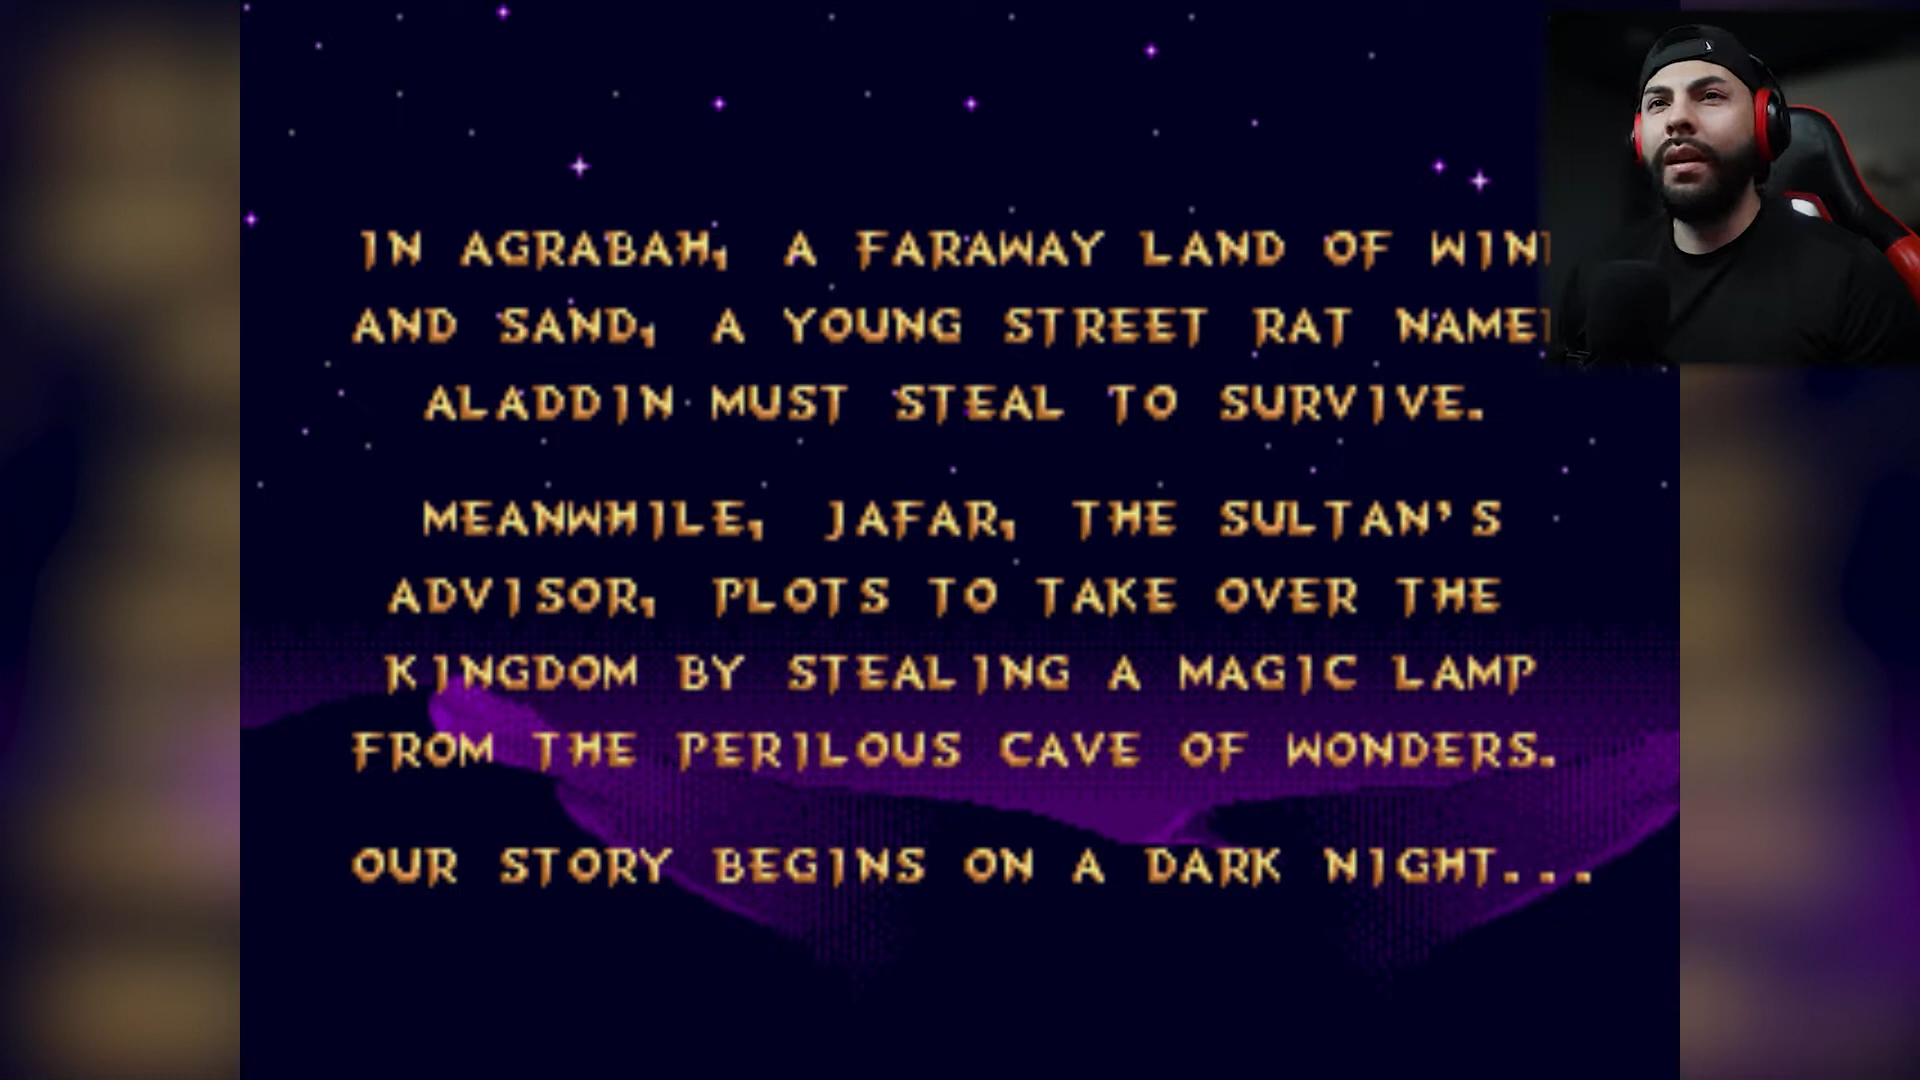 IN AGRABAH, A FARAWAY LAND OF WIN
AND SAND, A YOUNG STREET RAT NAME
ALADDIN MUST STEAL TO SURVIVE.
MEANWHILE, JAFAR, THE SULTAN'S
ADVISOR, PLOTS TO TAKE OVER THE
KINGDOM BY STEALING A MAGIC LAMP
FROM THE PERILOUS CAVE OF WONDERS.
OUR STORY BEGINS ON A DARK NIGHT...